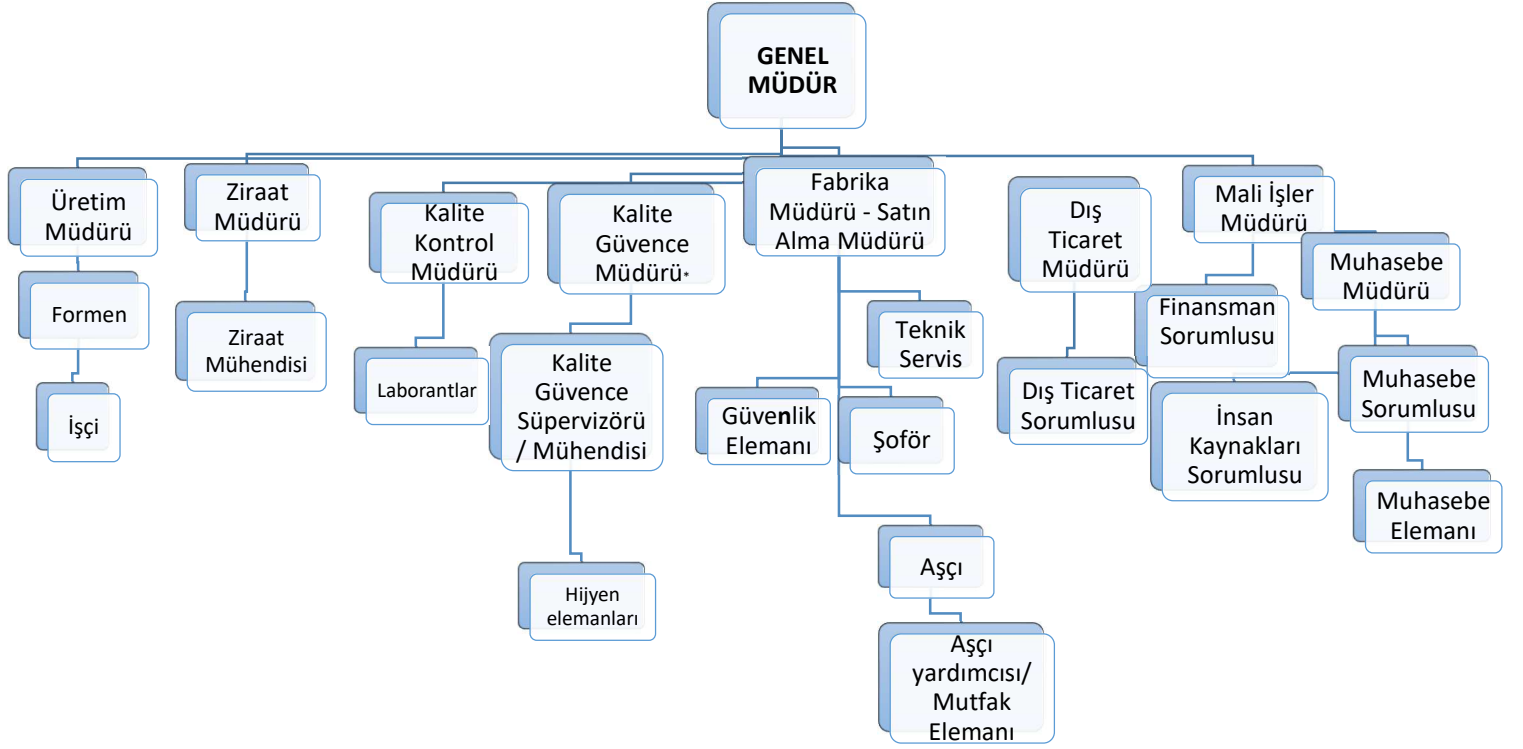 GENEL
MÜDÜR
Üretim
Müdürü
Ziraat
Müdürü
Kalite
Kontrol
Müdürü
Kalite
Güvence
Müdürü*
Fabrika
Müdürü - Satın
Alma Müdürü
Dış
Ticaret
Müdürü
Mali İşler
Müdürü
Muhasebe
Müdürü
Formen
Ziraat
Mühendisi
Finansman
Sorumlusu
Teknik
Servis
İşçi
Laborantlar
Kalite
Güvence
Süpervizörü
/ Mühendisi
Güvenlik
Elemanı
Şoför
Dış Ticaret
Sorumlusu
İnsan
Kaynakları
Sorumlusu
Muhasebe
Sorumlusu
Muhasebe
Elemanı
Aşçı
Hijyen
elemanları
Aşçı
yardımcısı/
Mutfak
Elemanı